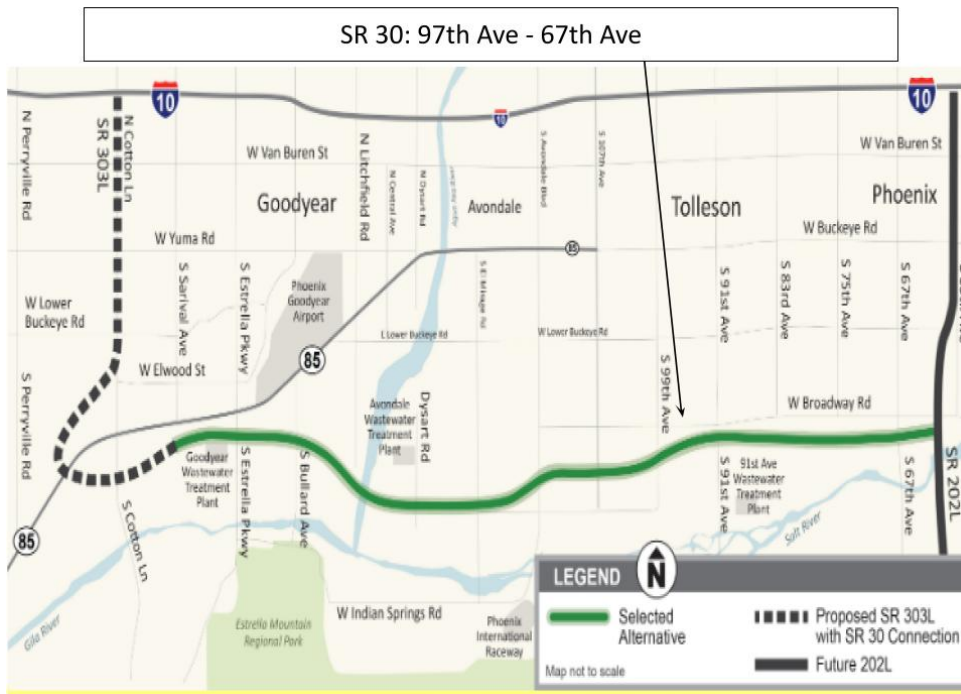 SR 30: 97th Ave - 67th Ave
10
10
10
N Perryville Rd
SR 303L
N Cotton Ln
W Van Buren St
Goodyear
N Litchfield Rd
N Central Ave
N Dysart Rd
Avondale
S Avondale Blvd
S 107th Ave
Tolleson
W Van Buren St
Phoenix
W Yuma Rd
85
W Buckeye Rd
W Lower
Buckeye Rd
S Sarival Ave
S Estrella Pkwy
Phoenix
Goodyear
Airport
S El Mirage Rd
S 91st Ave
S 83rd Ave
S 75th Ave
S 67th Ave
L Lower Buckeye Rd
W Lower Buckeye Rd
85
W Elwood St
S Perryville Rd
S 99th Ave
W Broadway Rd
Avondale
Wastewater
Treatment
Plant
Dysart Rd
Goodyear
Wastewater
Treatment
Plant
S Estrella Pkwy
S Bullard Ave
S 91st Ave
91st Ave
Wastewater
Treatment
Plant
S 67th Ave
SR 202L
85
S Cotton Ln
Salt River
Gila River
Estrella Mountain
Regional Park
W Indian Springs Rd
Phoenix
International
Raceway
LEGEND
N
Selected
Alternative
Proposed SR 303L
with SR 30 Connection
Future 202L
Map not to scale